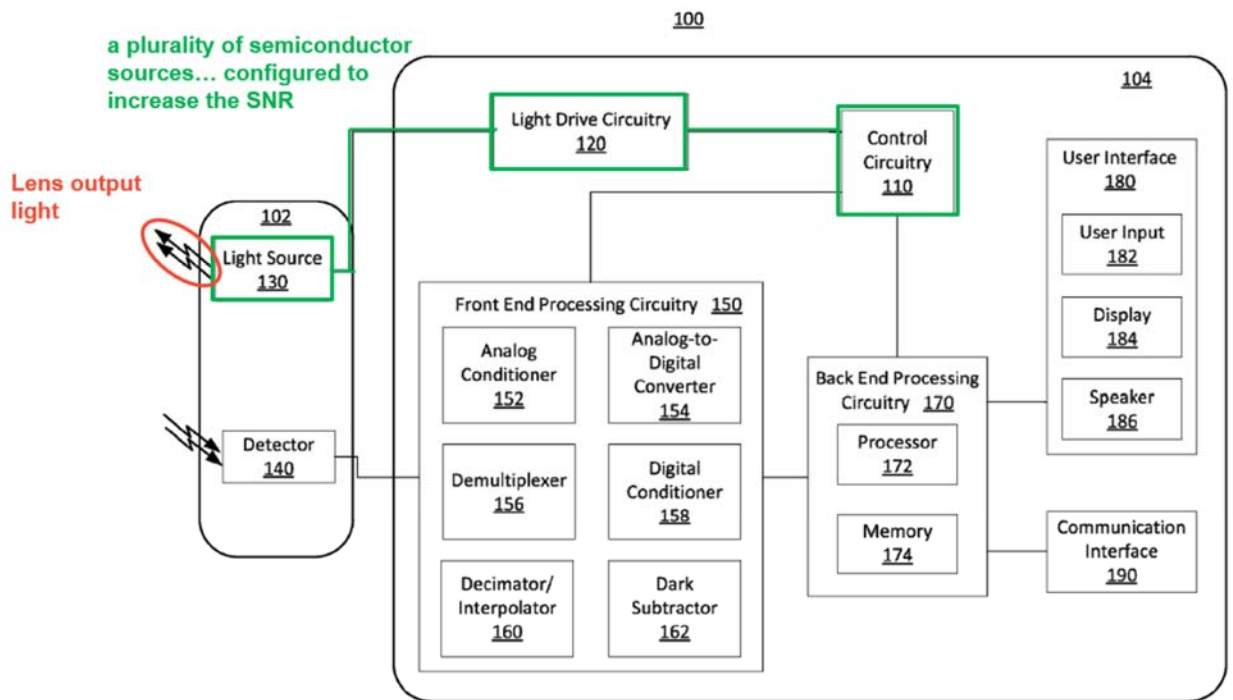 100
a plurality of semiconductor
sources... configured to
increase the SNR
104
Light Drive Circuitry
120
Control
Circuitry
110
User Interface
180
User Input
182
Display
184
Speaker
186
Lens output
light
102
Light Source
130
Detector
140
Front End Processing Circuitry 150
Analog
Conditioner
152
Analog-to-
Digital
Converter
154
Demultiplexer
156
Digital
Conditioner
158
Decimator/
Interpolator
160
Dark
Subtractor
162
Back End Processing
Circuitry 170
Processor
172
Memory
174
Communication
Interface
190